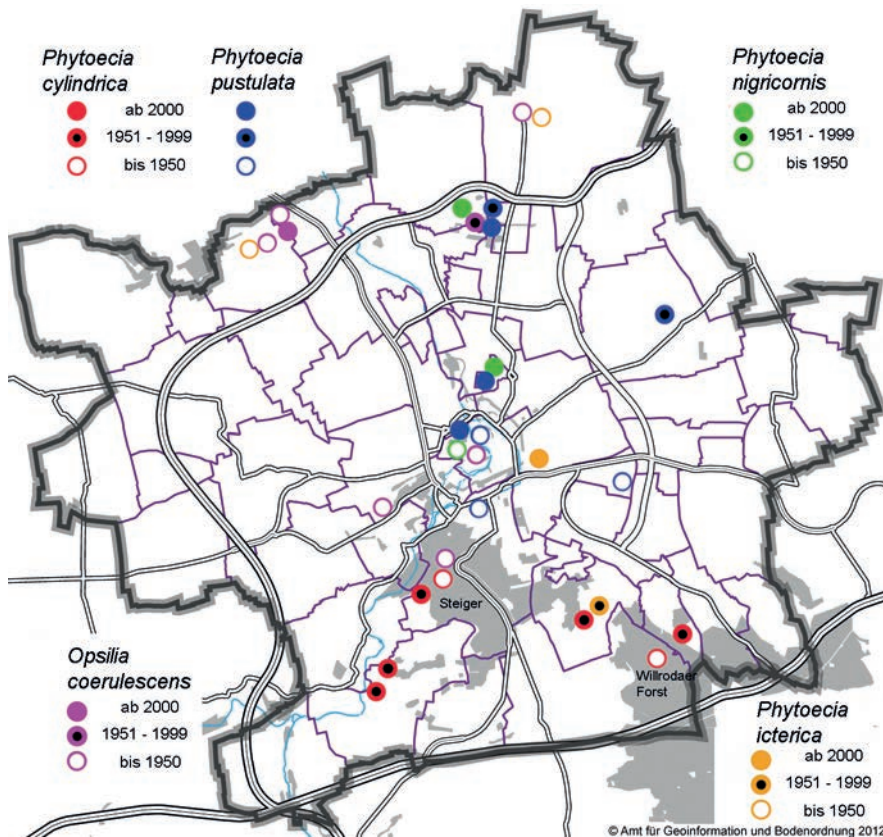 Phytoecia
cylindrica
ab 2000
1951 - 1999
bis 1950
Phytoecia
pustulata
Phytoecia
nigricornis
ab 2000
1951 - 1999
bis 1950
Steiger
Willrodaer
Forst
Opsilia
coerulescens
ab 2000
1951 - 1999
bis 1950
Phytoecia
icterica
ab 2000
1951 - 1999
bis 1950
© Amt für Geoinformation und Bodenordnung 2012